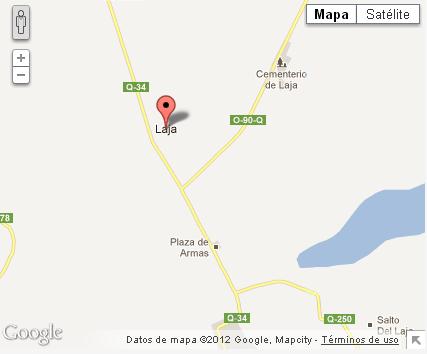 Mapa
Satélite
+
−
Cementerio
de Laja
Q-34
Laja
O-90-Q
78
Plaza de
Armas
Q-34
Q-250
Salto
Del Laja
Google
Datos de mapa ©2012 Google, Mapcity - Términos de uso